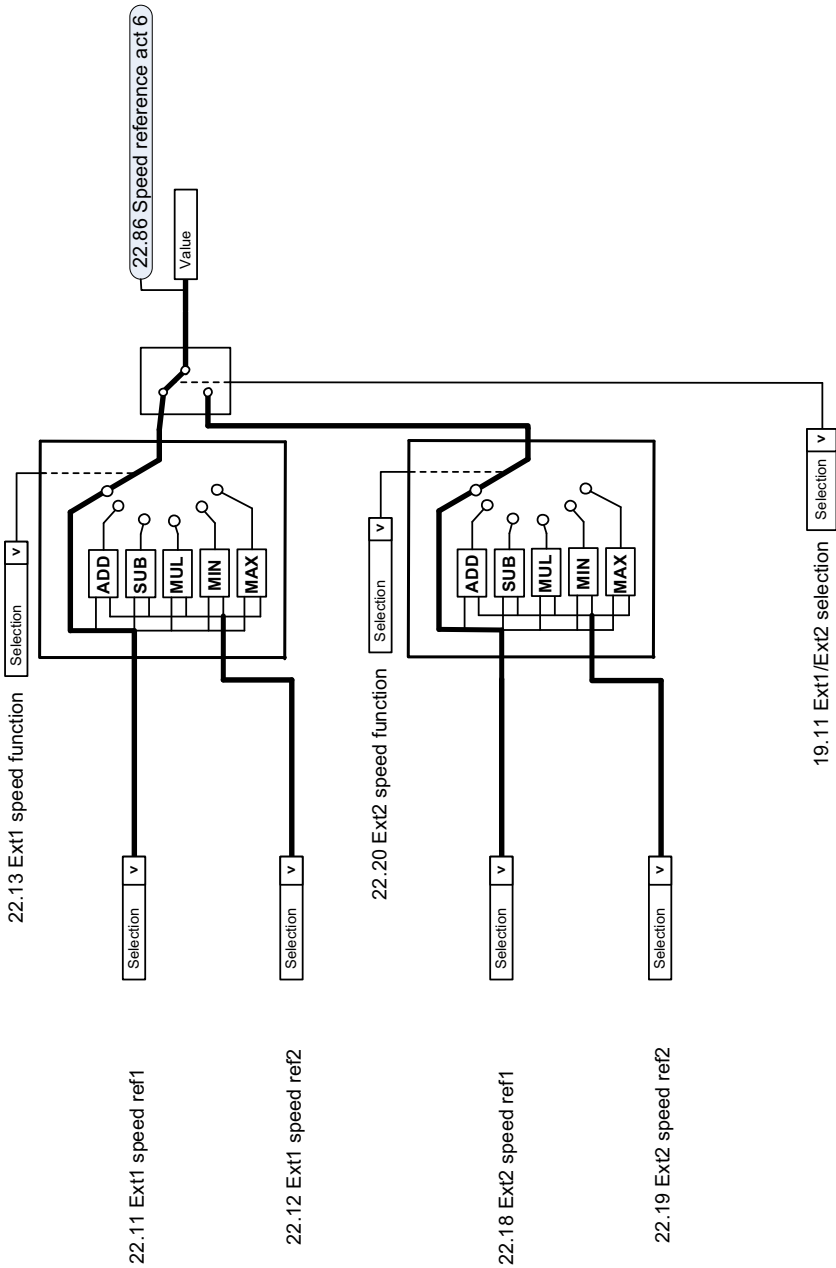 22.86 Speed reference act 6
Value
22.13 Ext1 speed function
Selection v
ADD
SUB
MUL
MIN
MAX
22.11 Ext1 speed ref1
Selection v
22.12 Ext1 speed ref2
Selection v
22.20 Ext2 speed function
Selection v
ADD
SUB
MUL
MIN
MAX
22.18 Ext2 speed ref1
Selection v
22.19 Ext2 speed ref2
Selection v
19.11 Ext1/Ext2 selection
Selection v